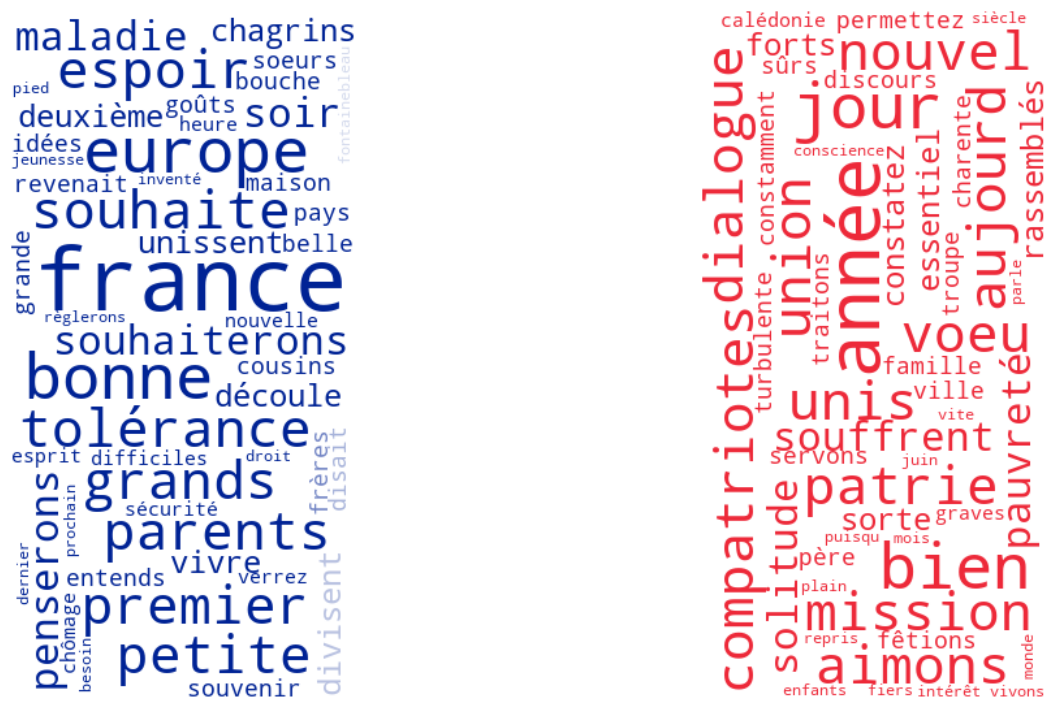 maladie
chagrins
espoir
soeurs
bouche
pied
fontainebleau
deuxième
goûts
heure
soir
idées
jeunesse
europe
revenait
inventé
maison
souhaite
pays
unissent
belle
grande
france
règlerons
nouvelle
souhaiterons
bonne
cousins
découle
tolérance
esprit
difficiles
droit
frères
disait
grands
penserons
prochain
sécurité
parents
vivre
dernier
entends
verrez
chômage
premier
divisent
besoin
petite
souvenir
calédonie
permettez
siècle
forts
nouvel
sûrs
discours
compatriotesdialogue
jour
constamment
conscience
aujourd
rassemblés
charente
essentiel
constatez
année
union
troupe
parle
traitons
turbulente
voeu
famille
ville
unis
vite
souffrent
servons
juin
pauvreté
patrie
solitude
sorte
graves
puisqu
mois
père
bien
plain
mission
repris
fêtions
monde
aimons
enfants
fiers
intérêt
vivons